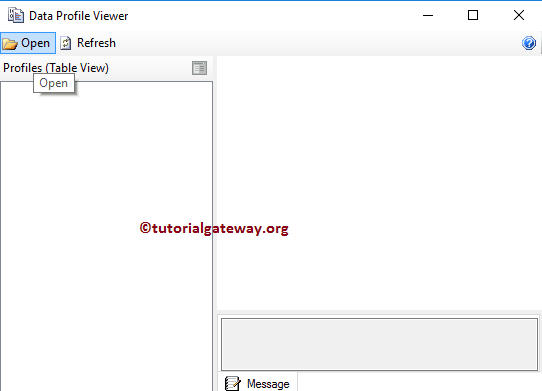 Data Profile Viewer
Open Refresh
Profiles (Table View)
Open
©tutorialgateway.org
Message